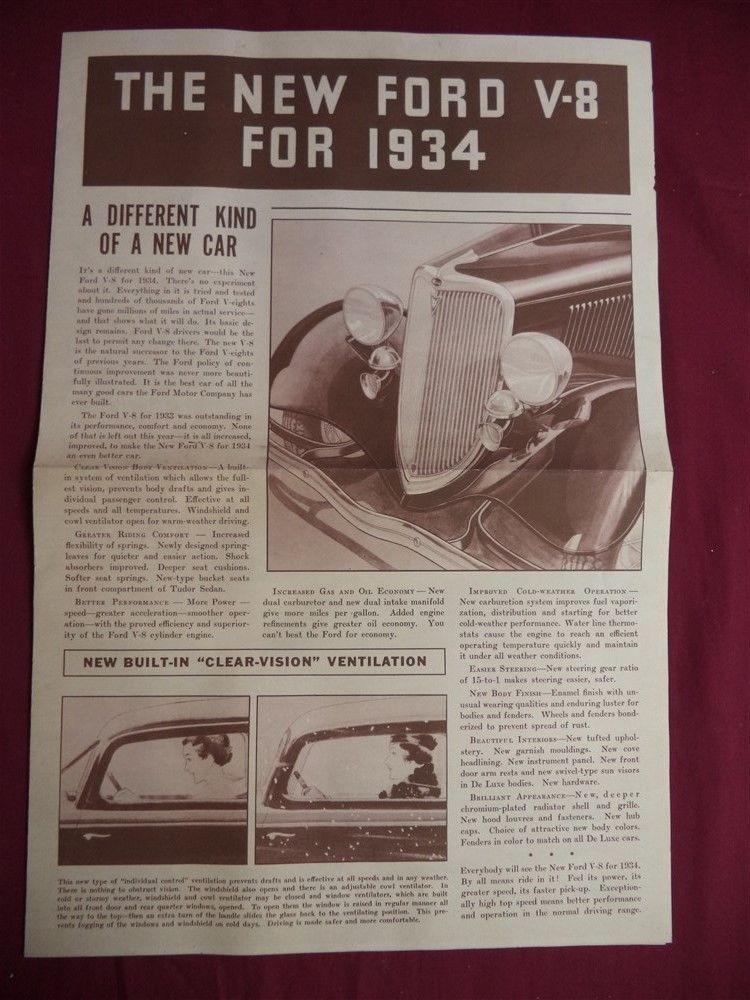 THE NEW FORD V-8
FOR 1934
A DIFFERENT KIND
OF A NEW CAR
It's a different kind of new car—this New
Ford V-8 for 1934. There's no experiment
about it. Everything in it is tried and tested
and hundreds of thousands of Ford V-eights
have gone millions of miles in actual service—
and that shows what it will do. Its basic de-
sign remains. Ford V-8 drivers would be the
last to permit any change there. The new V-8
is the natural successor to the Ford V-eights
of previous years. The Ford policy of con-
tinuous improvement was never more beauti-
fully illustrated. It is the best car of all the
many good cars the Ford Motor Company has
ever built.
The Ford V-8 for 1933 was outstanding in
its performance, comfort and economy. None
of that is left out this year—it is all increased,
improved, to make the New Ford V-8 for 1934
an even better car.
CLEAR VISION BODY VENTILATION—A built-
in system of ventilation which allows the full-
est vision, prevents body drafts and gives in-
dividual passenger control. Effective at all
speeds and all temperatures. Windshield and
cowl ventilator open for warm-weather driving.
GREATER RIDING COMFORT — Increased
flexibility of springs. Newly designed spring-
leaves for quieter and easier action. Shock
absorbers improved. Deeper seat cushions.
Softer seat springs. New-type bucket seats
in front compartment of Tudor Sedan.
BETTER PERFORMANCE — More Power —
speed—greater acceleration—smoother oper-
ation—with the proved efficiency and superior-
ity of the Ford V-8 cylinder engine.
INCREASED GAS AND OIL ECONOMY—New
dual carburetor and new dual intake manifold
give more miles per gallon. Added engine
refinements give greater oil economy. You
can't beat the Ford for economy.
IMPROVED COLD-WEATHER OPERATION—
New carburetion system improves fuel vapori-
zation, distribution and starting for better
cold-weather performance. Water line thermo-
stats cause the engine to reach an efficient
operating temperature quickly and maintain
it under all weather conditions.
EASIER STEERING—New steering gear ratio
of 15-to-1 makes steering easier, safer.
NEW BODY FINISH—Enamel finish with un-
usual wearing qualities and enduring luster for
bodies and fenders. Wheels and fenders bond-
erized to prevent spread of rust.
BEAUTIFUL INTERIORS—New tufted uphol-
stery. New garnish mouldings. New cove
headlining. New instrument panel. New front
door arm rests and new swivel-type sun visors
in De Luxe bodies. New hardware.
BRILLIANT APPEARANCE—New, deeper
chromium-plated radiator shell and grille.
New hood louvres and fasteners. New hub
caps. Choice of attractive new body colors.
Fenders in color to match on all De Luxe cars.
Everybody will see the New Ford V-8 for 1934.
By all means ride in it! Feel its power, its
greater speed, its faster pick-up. Exception-
ally high top speed means better performance
and operation in the normal driving range.
NEW BUILT-IN "CLEAR-VISION" VENTILATION
This new type of "individual control" ventilation prevents drafts and is effective at all speeds and in any weather.
There is nothing to obstruct vision. The windshield also opens and there is an adjustable cowl ventilator. In
cold or stormy weather, windshield and cowl ventilator may be closed and window ventilators, which are built
into all front door and rear quarter windows, opened. To open them the window is raised in regular manner all
the way to the top—then an extra turn of the handle slides the glass back to the ventilating position. This pre-
vents fogging of the windows and windshield on cold days. Driving is made safer and more comfortable.